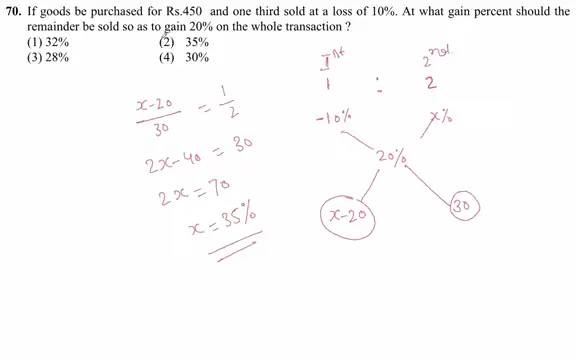 70. If goods be purchased for Rs.450 and one third sold at a loss of 10%. At what gain percent should the
remainder be sold so as to gain 20% on the whole transaction ?
(1) 32% (2) 35%
(3) 28% (4) 30%
Ist 2nd
1 : 2
-10% x%
20%
x-20 30
x-20/30 = 1/2
2x-40 = 30
2x = 70
x = 35%